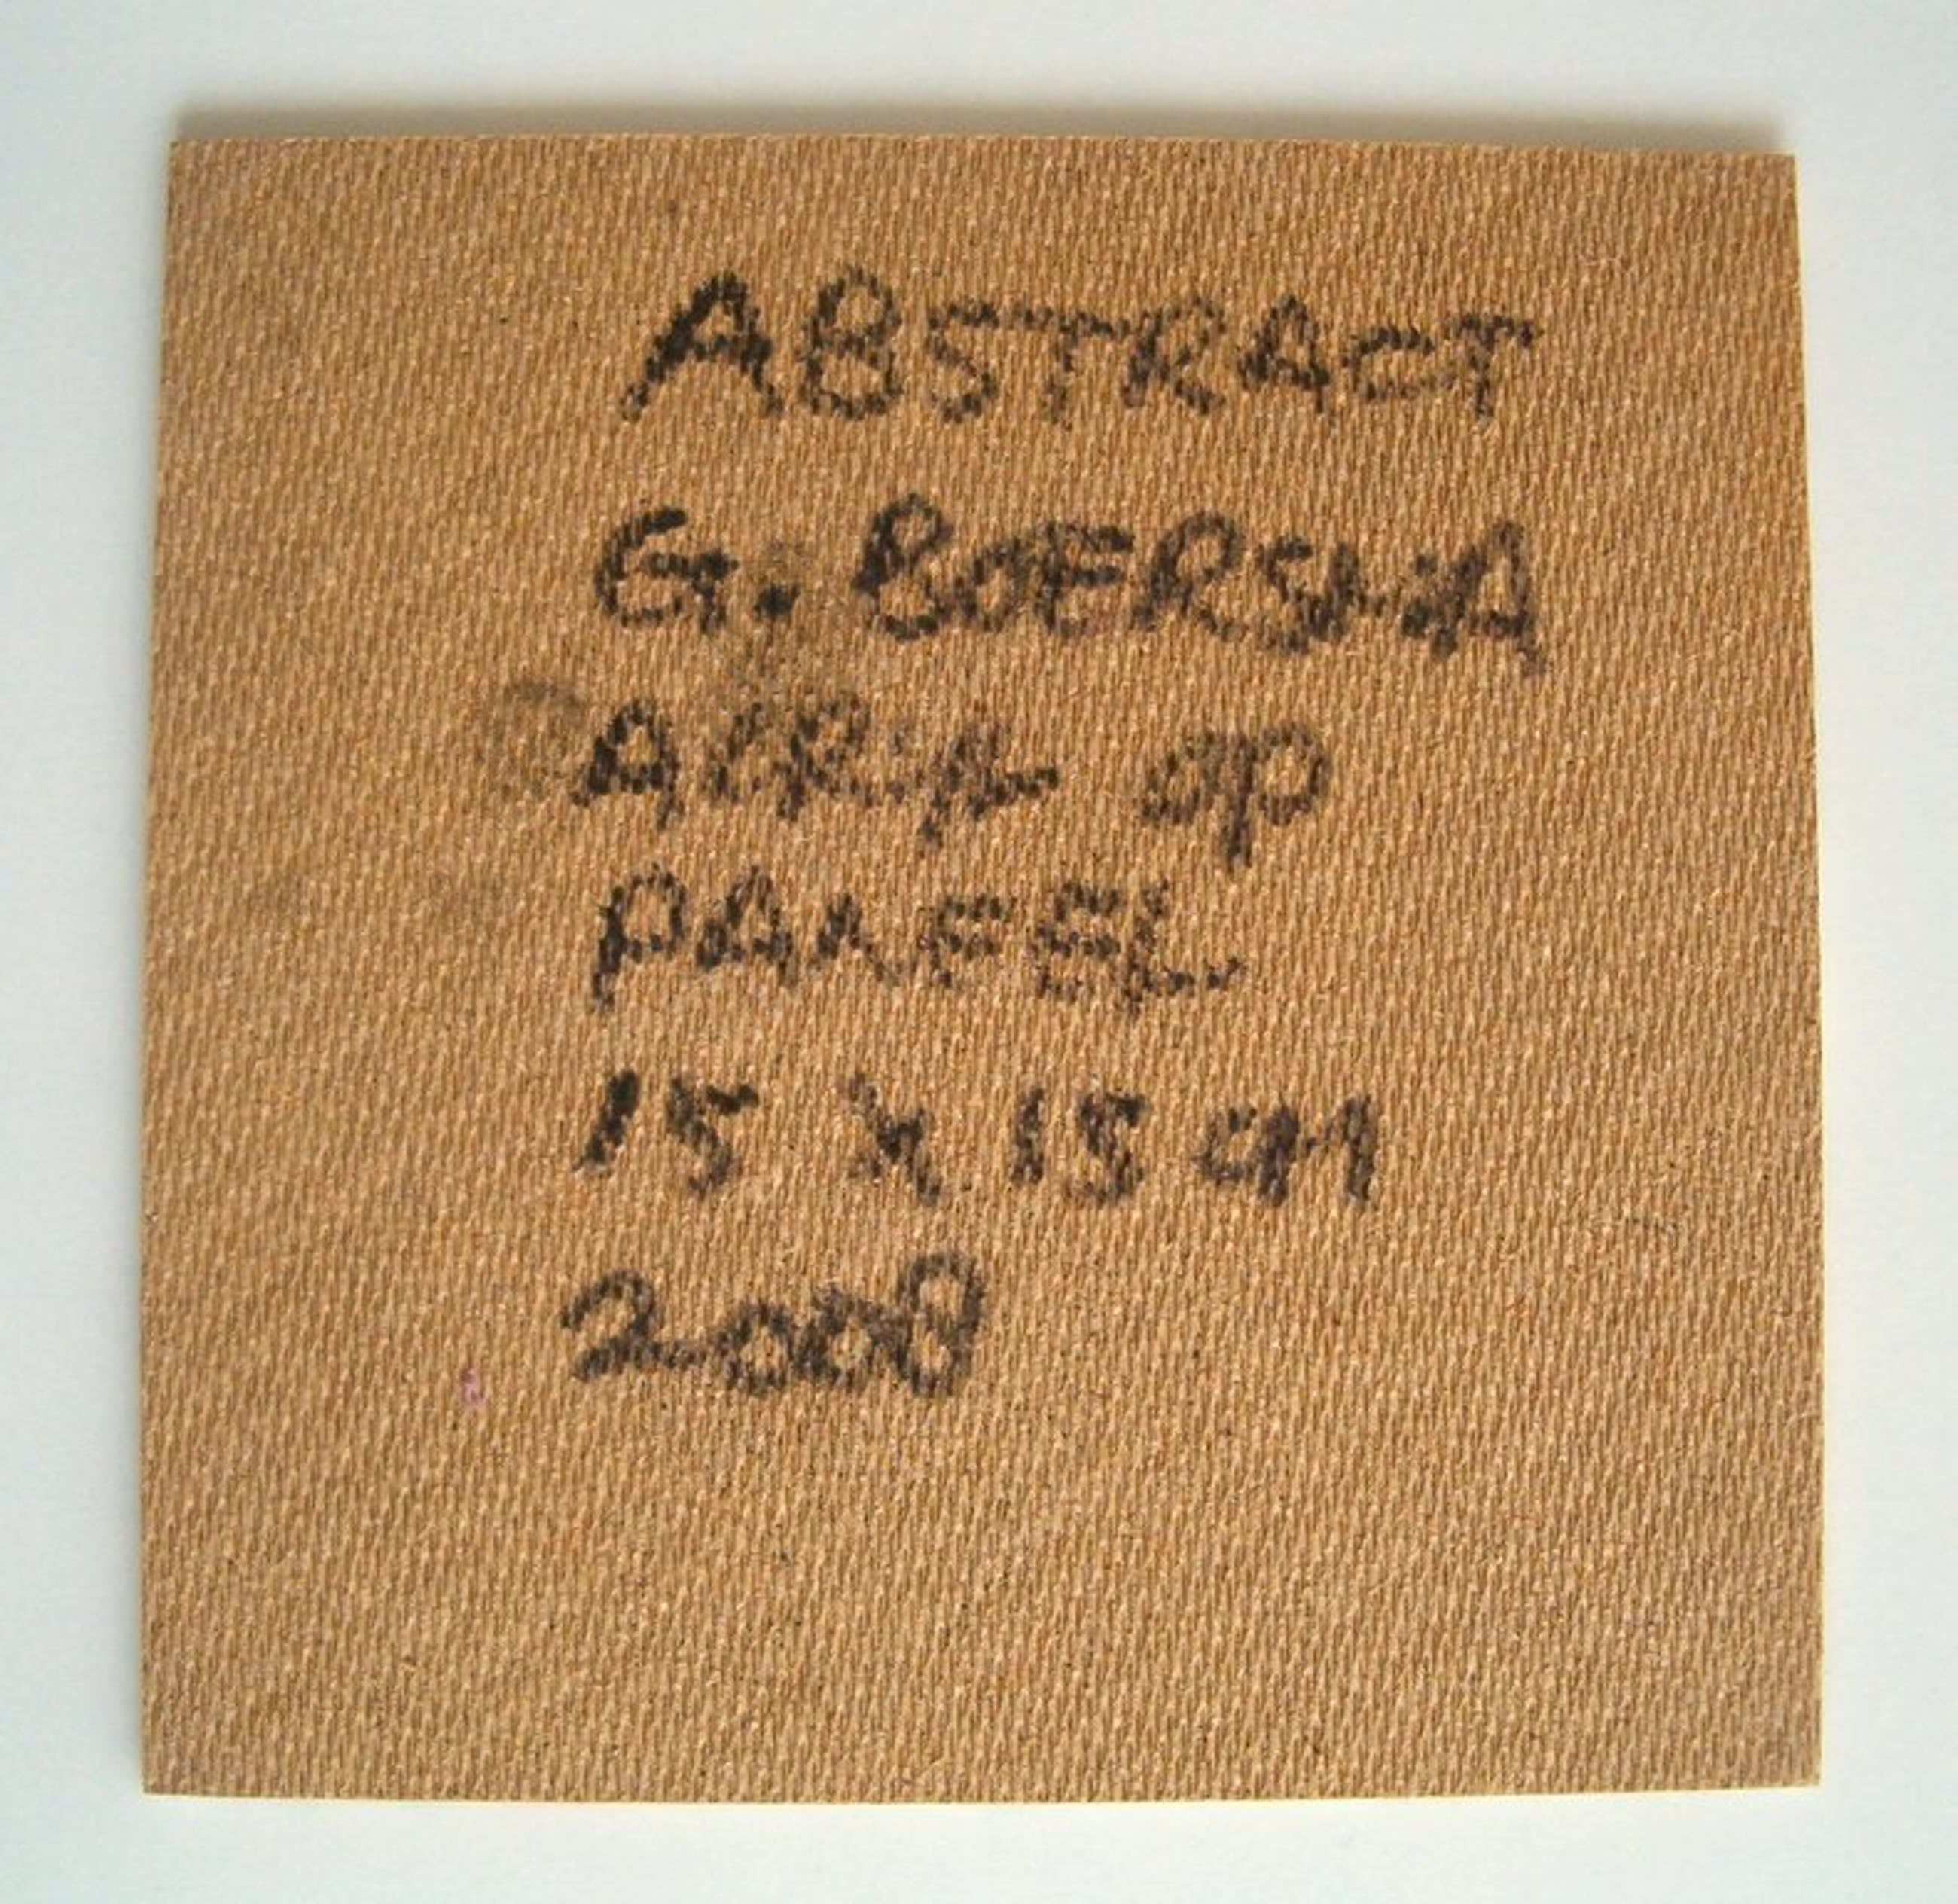 ABSTRACT
G. BOERSMA
ACRYL op
PANEEL
15 x 15 cm
2008